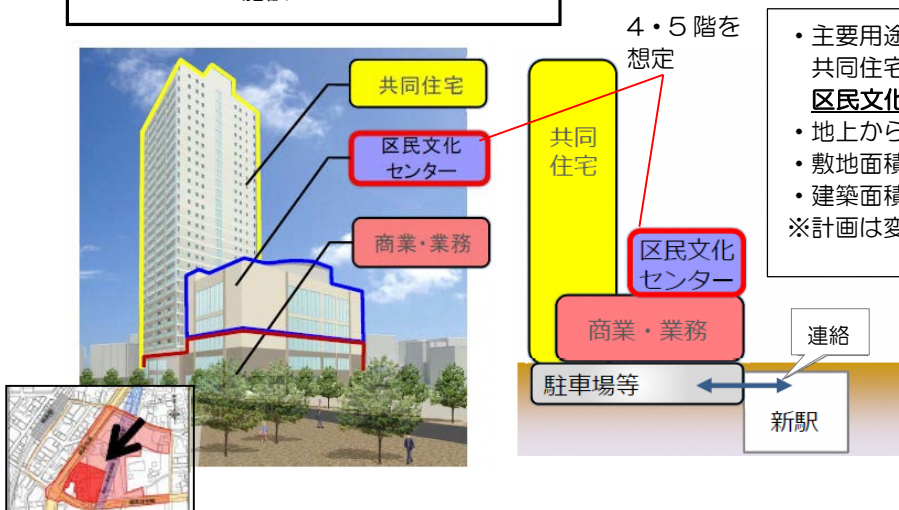 4・5階を
想定
・主要用途
共同住宅
区民文化
・地上から
・敷地面積
・建築面積
※計画は変
共同住宅
区民文化
センター
商業・業務
共同
住宅
区民文化
センター
商業・業務
連絡
駐車場等
新駅